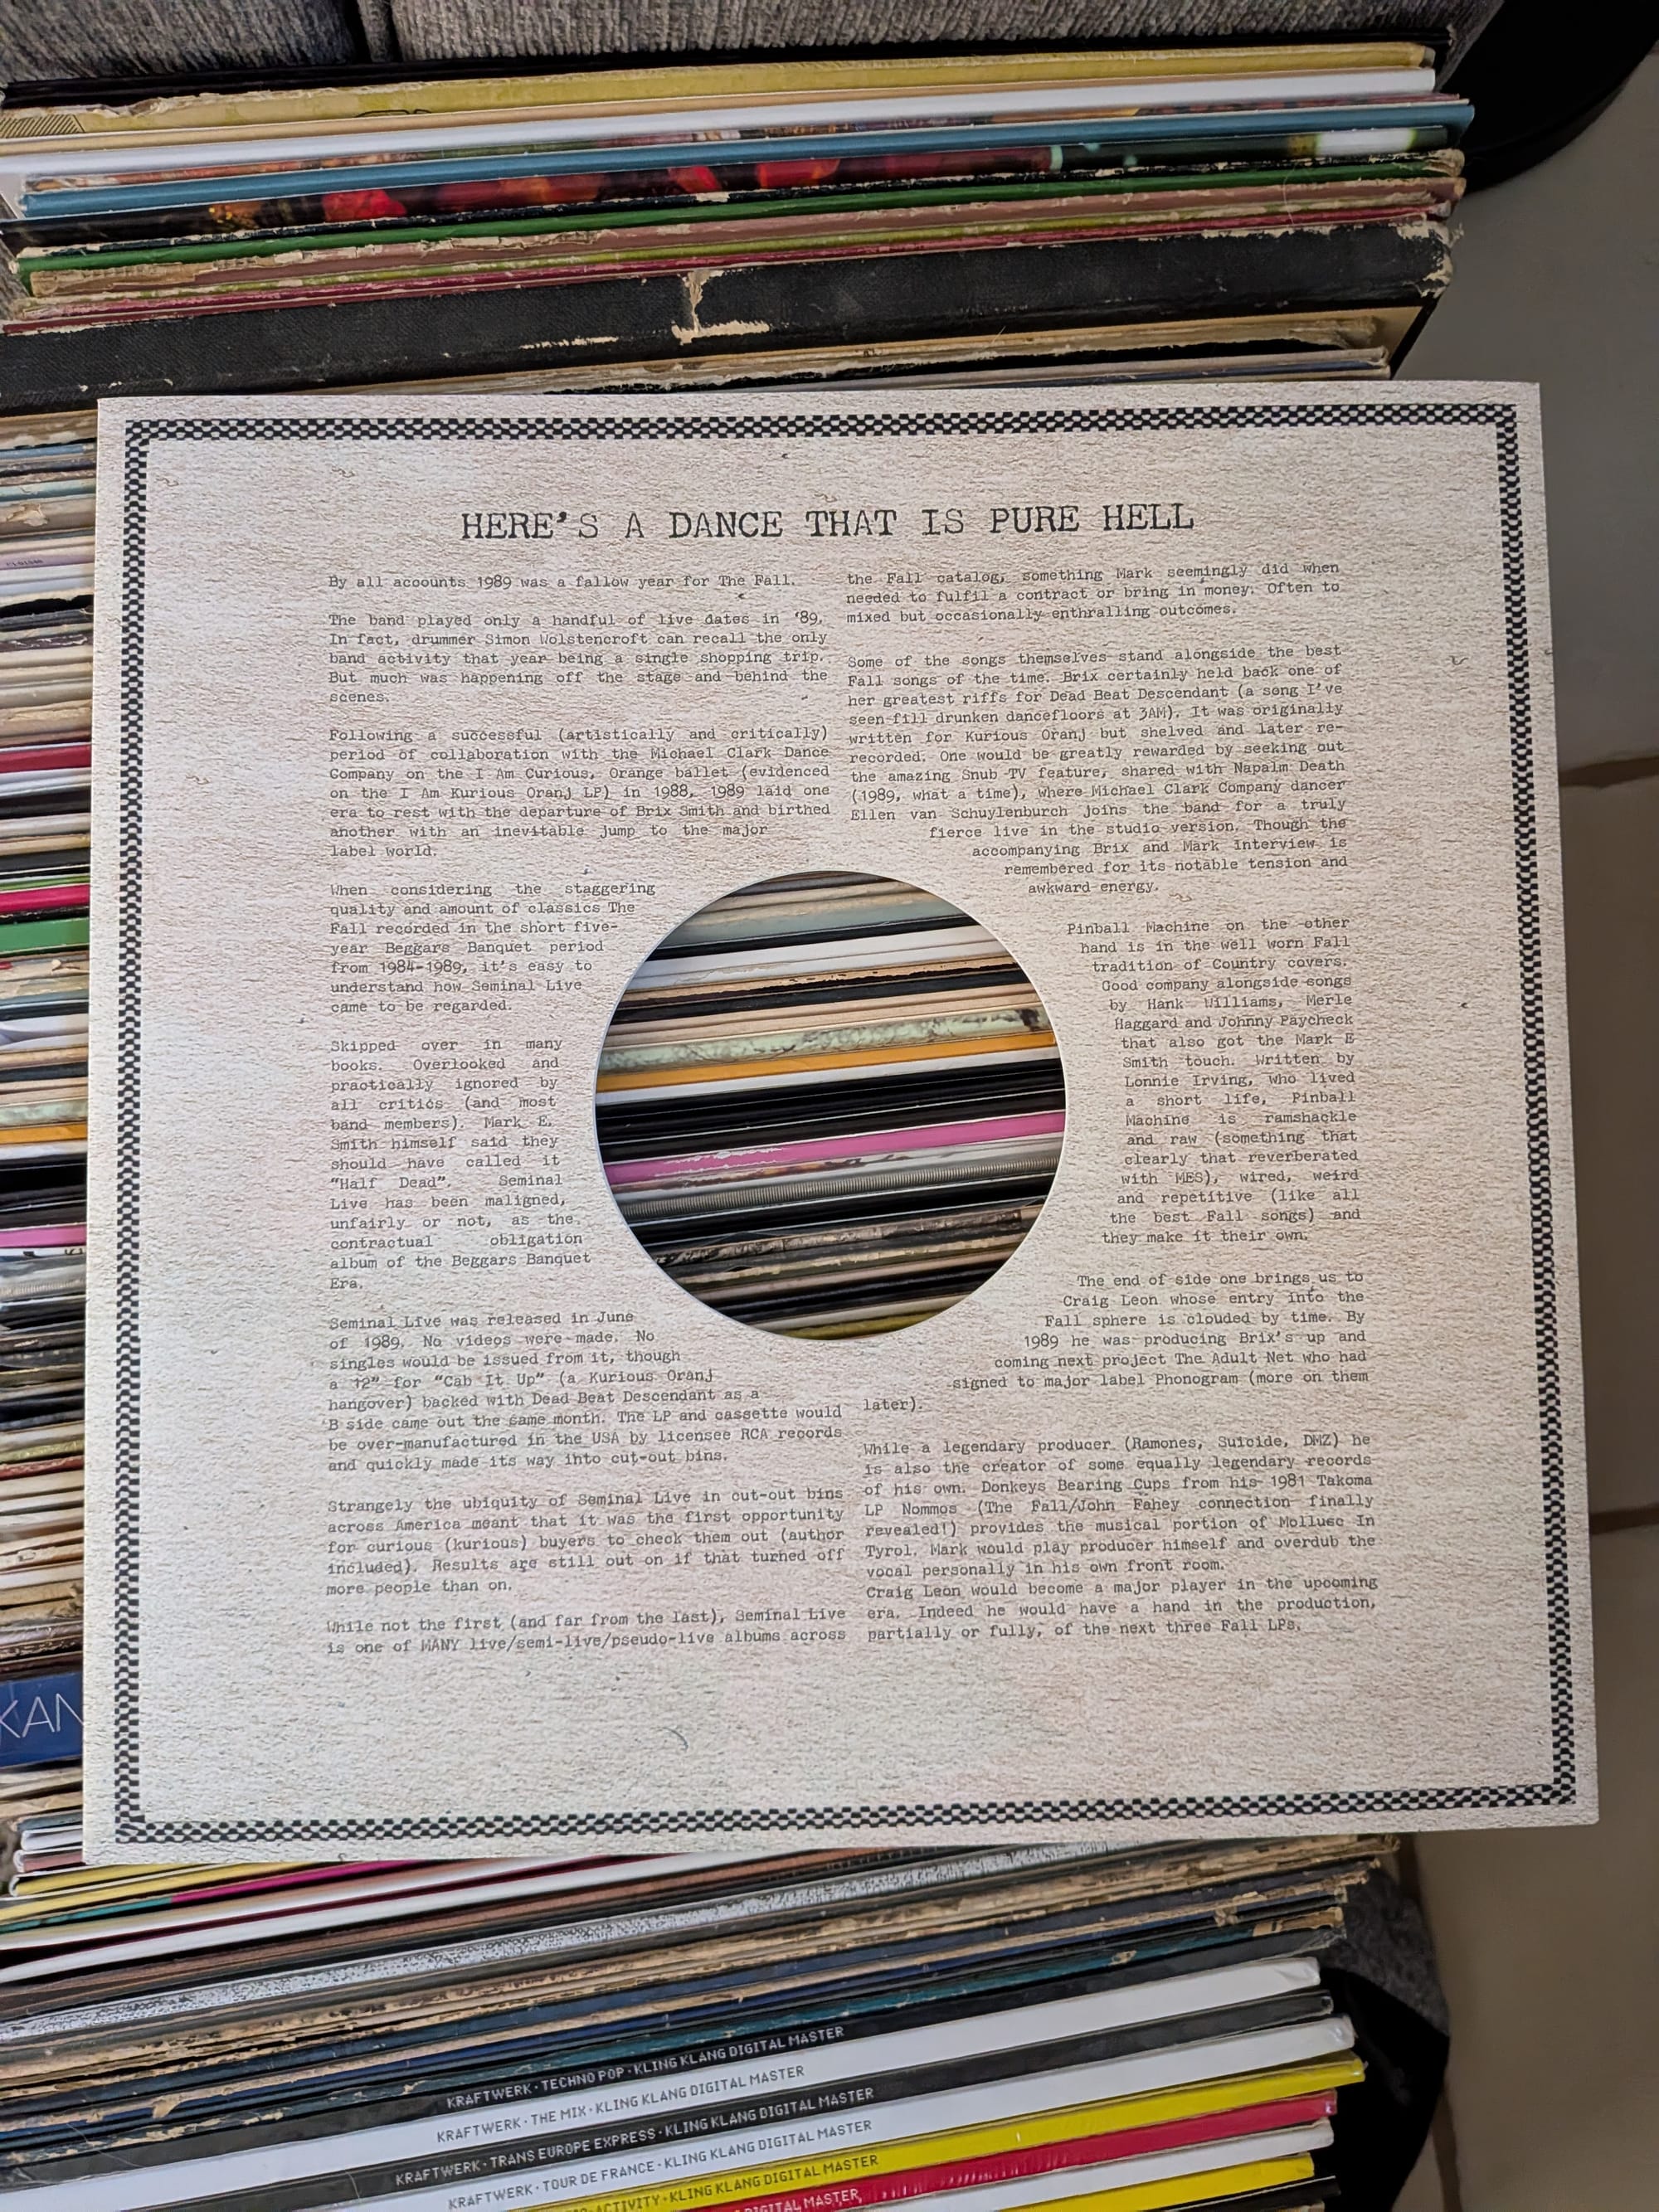 HERE'S A DANCE THAT IS PURE HELL
By all accounts 1989 was a fallow year for The Fall.
The band played only a handful of live dates in '89.
In fact, drummer Simon Wolstencroft can recall the only
band activity that year being a single shopping trip.
But much was happening off the stage and behind the
scenes.
Following a successful (artistically and critically)
period of collaboration with the Michael Clark Dance
Company on the I Am Curious, Orange ballet (evidenced
on the I Am Kurious Oranj LP) in 1988, 1989 laid one
era to rest with the departure of Brix Smith and birthed
another with an inevitable jump to the major
label world.
When considering the staggering
quality and amount of classics The
Fall recorded in the short five-
year Beggars Banquet period
from 1984-1989, it's easy to
understand how Seminal Live
came to be regarded.
Skipped over in many
books. Overlooked and
practically ignored by
all critics (and most
band members). Mark E.
Smith himself said they
should have called it
"Half Dead". Seminal
Live has been maligned,
unfairly or not, as the
contractual obligation
album of the Beggars Banquet
Era.
Seminal Live was released in June
of 1989. No videos were made. No
singles would be issued from it, though
a 12" for "Cab It Up" (a Kurious Oranj
hangover) backed with Dead Beat Descendant as a
B side came out the same month. The LP and cassette would
be over-manufactured in the USA by licensee RCA records
and quickly made its way into cut-out bins.
Strangely the ubiquity of Seminal Live in cut-out bins
across America meant that it was the first opportunity
for curious (kurious) buyers to check them out (author
included). Results are still out on if that turned off
more people than on.
While not the first (and far from the last), Seminal Live
is one of MANY live/semi-live/pseudo-live albums across
the Fall catalog, something Mark seemingly did when
needed to fulfil a contract or bring in money. Often to
mixed but occasionally enthralling outcomes.
Some of the songs themselves stand alongside the best
Fall songs of the time. Brix certainly held back one of
her greatest riffs for Dead Beat Descendant (a song I've
seen fill drunken dancefloors at 3AM). It was originally
written for Kurious Oranj but shelved and later re-
recorded. One would be greatly rewarded by seeking out
the amazing Snub TV feature, shared with Napalm Death
(1989, what a time), where Michael Clark Company dancer
Ellen van Schuylenburch joins the band for a truly
fierce live in the studio version. Though the
accompanying Brix and Mark Interview is
remembered for its notable tension and
awkward energy.
Pinball Machine on the other
hand is in the well worn Fall
tradition of Country covers.
Good company alongside songs
by Hank Williams, Merle
Haggard and Johnny Paycheck
that also got the Mark E
Smith touch. Written by
Lonnie Irving, who lived
a short life, Pinball
Machine is ramshackle
and raw (something that
clearly that reverberated
with MES), wired, weird
and repetitive (like all
the best Fall songs) and
they make it their own.
The end of side one brings us to
Craig Leon whose entry into the
Fall sphere is clouded by time. By
1989 he was producing Brix's up and
coming next project The Adult Net who had
signed to major label Phonogram (more on them
later).
While a legendary producer (Ramones, Suicide, DMZ) he
is also the creator of some equally legendary records
of his own. Donkeys Bearing Cups from his 1981 Takoma
LP Nommos (The Fall/John Fahey connection finally
revealed!) provides the musical portion of Mollusc In
Tyrol. Mark would play producer himself and overdub the
vocal personally in his own front room.
Craig Leon would become a major player in the upcoming
era. Indeed he would have a hand in the production,
partially or fully, of the next three Fall LPs.
KAN
KRAFTWERK · TECHNO POP · KLING KLANG DIGITAL MASTER
KRAFTWERK · THE MIX · KLING KLANG DIGITAL MASTER
KRAFTWERK · TRANS EUROPE EXPRESS · KLING KLANG DIGITAL MASTER
KRAFTWERK · TOUR DE FRANCE · KLING KLANG DIGITAL MASTER
ACTIVITY · KLING KLANG DIGITAL MASTER
DIGITAL MASTER